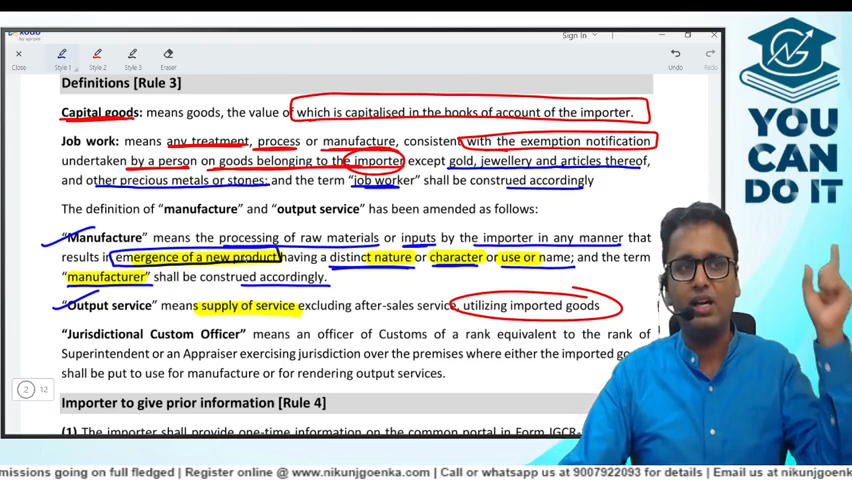 xodo
Sign In
Close
Style 1
Style 2
Style 3
Eraser
Undo
Redo
Definitions [Rule 3]
Capital goods: means goods, the value of which is capitalised in the books of account of the importer.
Job work: means any treatment, process or manufacture, consistent with the exemption notification
undertaken by a person on goods belonging to the importer except gold, jewellery and articles thereof,
and other precious metals or stones: and the term "job worker" shall be construed accordingly
The definition of "manufacture" and "output service" has been amended as follows:
"Manufacture" means the processing of raw materials or inputs by the importer in any manner that
results in emergence of a new product having a distinct nature or character or use or name; and the term
"manufacturer" shall be construed accordingly.
"Output service" means supply of service excluding after-sales service, utilizing imported goods
"Jurisdictional Custom Officer" means an officer of Customs of a rank equivalent to the rank of
Superintendent or an Appraiser exercising jurisdiction over the premises where either the imported
shall be put to use for manufacture or for rendering output services.
2 12
Importer to give prior information [Rule 4]
(1) The importer shall provide one-time information on the common portal in Form IGCR-
NG
YOU
CAN
DO IT
missions going on full fledged | Register online @ www.nikunjgoenka.com | Call or whatsapp us at 9007922093 for details | Email us at nikunjgoenka